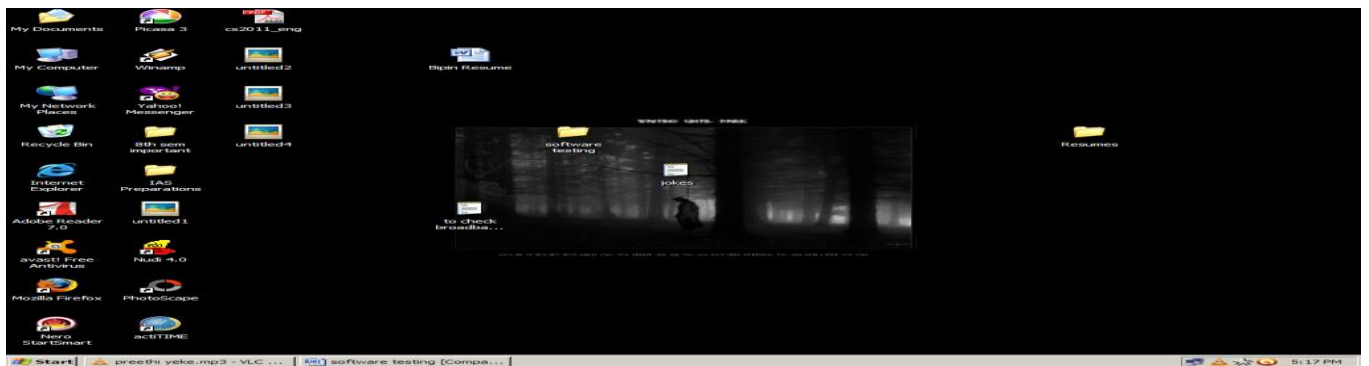 My Documents
Picasa 3
cs2011_eng
My Computer
Winamp
untitled2
Bipin Resume
My Network
Places
Yahoo!
Messenger
untitled3
Recycle Bin
8th sem
important
untitled4
software
testing
Resumes
Internet
Explorer
IAS
Preparations
jokes
Adobe Reader
7.0
untitled1
to check
broadba...
avast! Free
Antivirus
Nudi 4.0
Mozilla Firefox
PhotoScape
Nero
StartSmart
actiTIME
Start
preethi yeke.mp3 - VLC ...
software testing [Compa...
5:17 PM